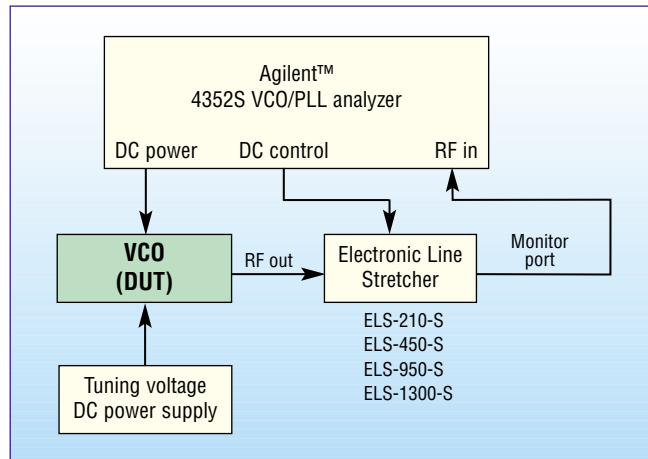 Agilent™
4352S VCO/PLL analyzer
DC power
DC control
RF in
VCO
(DUT)
RF out
Electronic Line
Stretcher
Monitor
port
ELS-210-S
ELS-450-S
ELS-950-S
ELS-1300-S
Tuning voltage
DC power supply